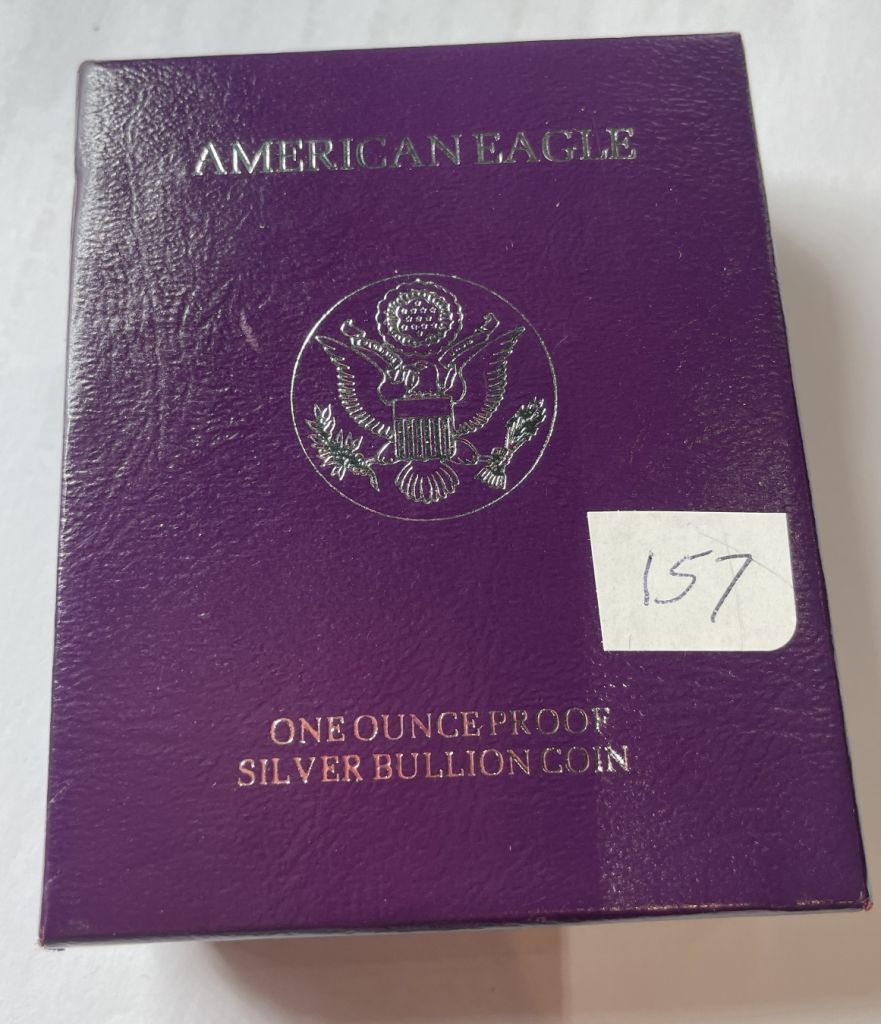 AMERICAN EAGLE
157
ONE OUNCE PROOF
SILVER BULLION COIN